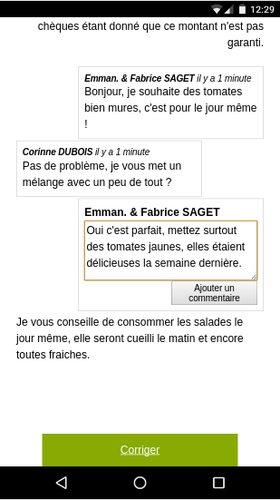 12:29
chèques étant donné que ce montant n'est pas
garanti.
Emman. & Fabrice SAGET il y a 1 minute
Bonjour, je souhaite des tomates
bien mures, c'est pour le jour même
!
Corinne DUBOIS il y a 1 minute
Pas de problème, je vous met un
mélange avec un peu de tout ?
Emman. & Fabrice SAGET
Oui c'est parfait, mettez surtout
des tomates jaunes, elles étaient
délicieuses la semaine dernière.
Ajouter un
commentaire
Je vous conseille de consommer les salades le
jour même, elle seront cueilli le matin et encore
toutes fraiches.
Corriger